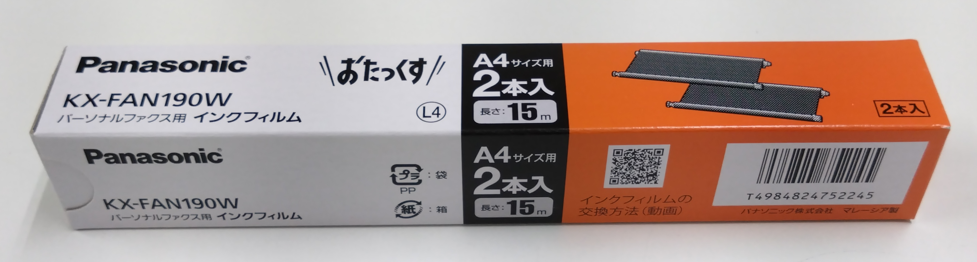 Panasonic
KX-FAN190W
パーソナルファクス用 インクフィルム
おたっくす
L4
A4サイズ用
2本入
長さ:15m
2本入
Panasonic
KX-FAN190W
パーソナルファクス用 インクフィルム
プラ :袋
PP
紙 :箱
A4サイズ用
2本入
長さ:15m
インクフィルムの
交換方法(動画)
T4984824752245
パナソニック株式会社 マレーシア製